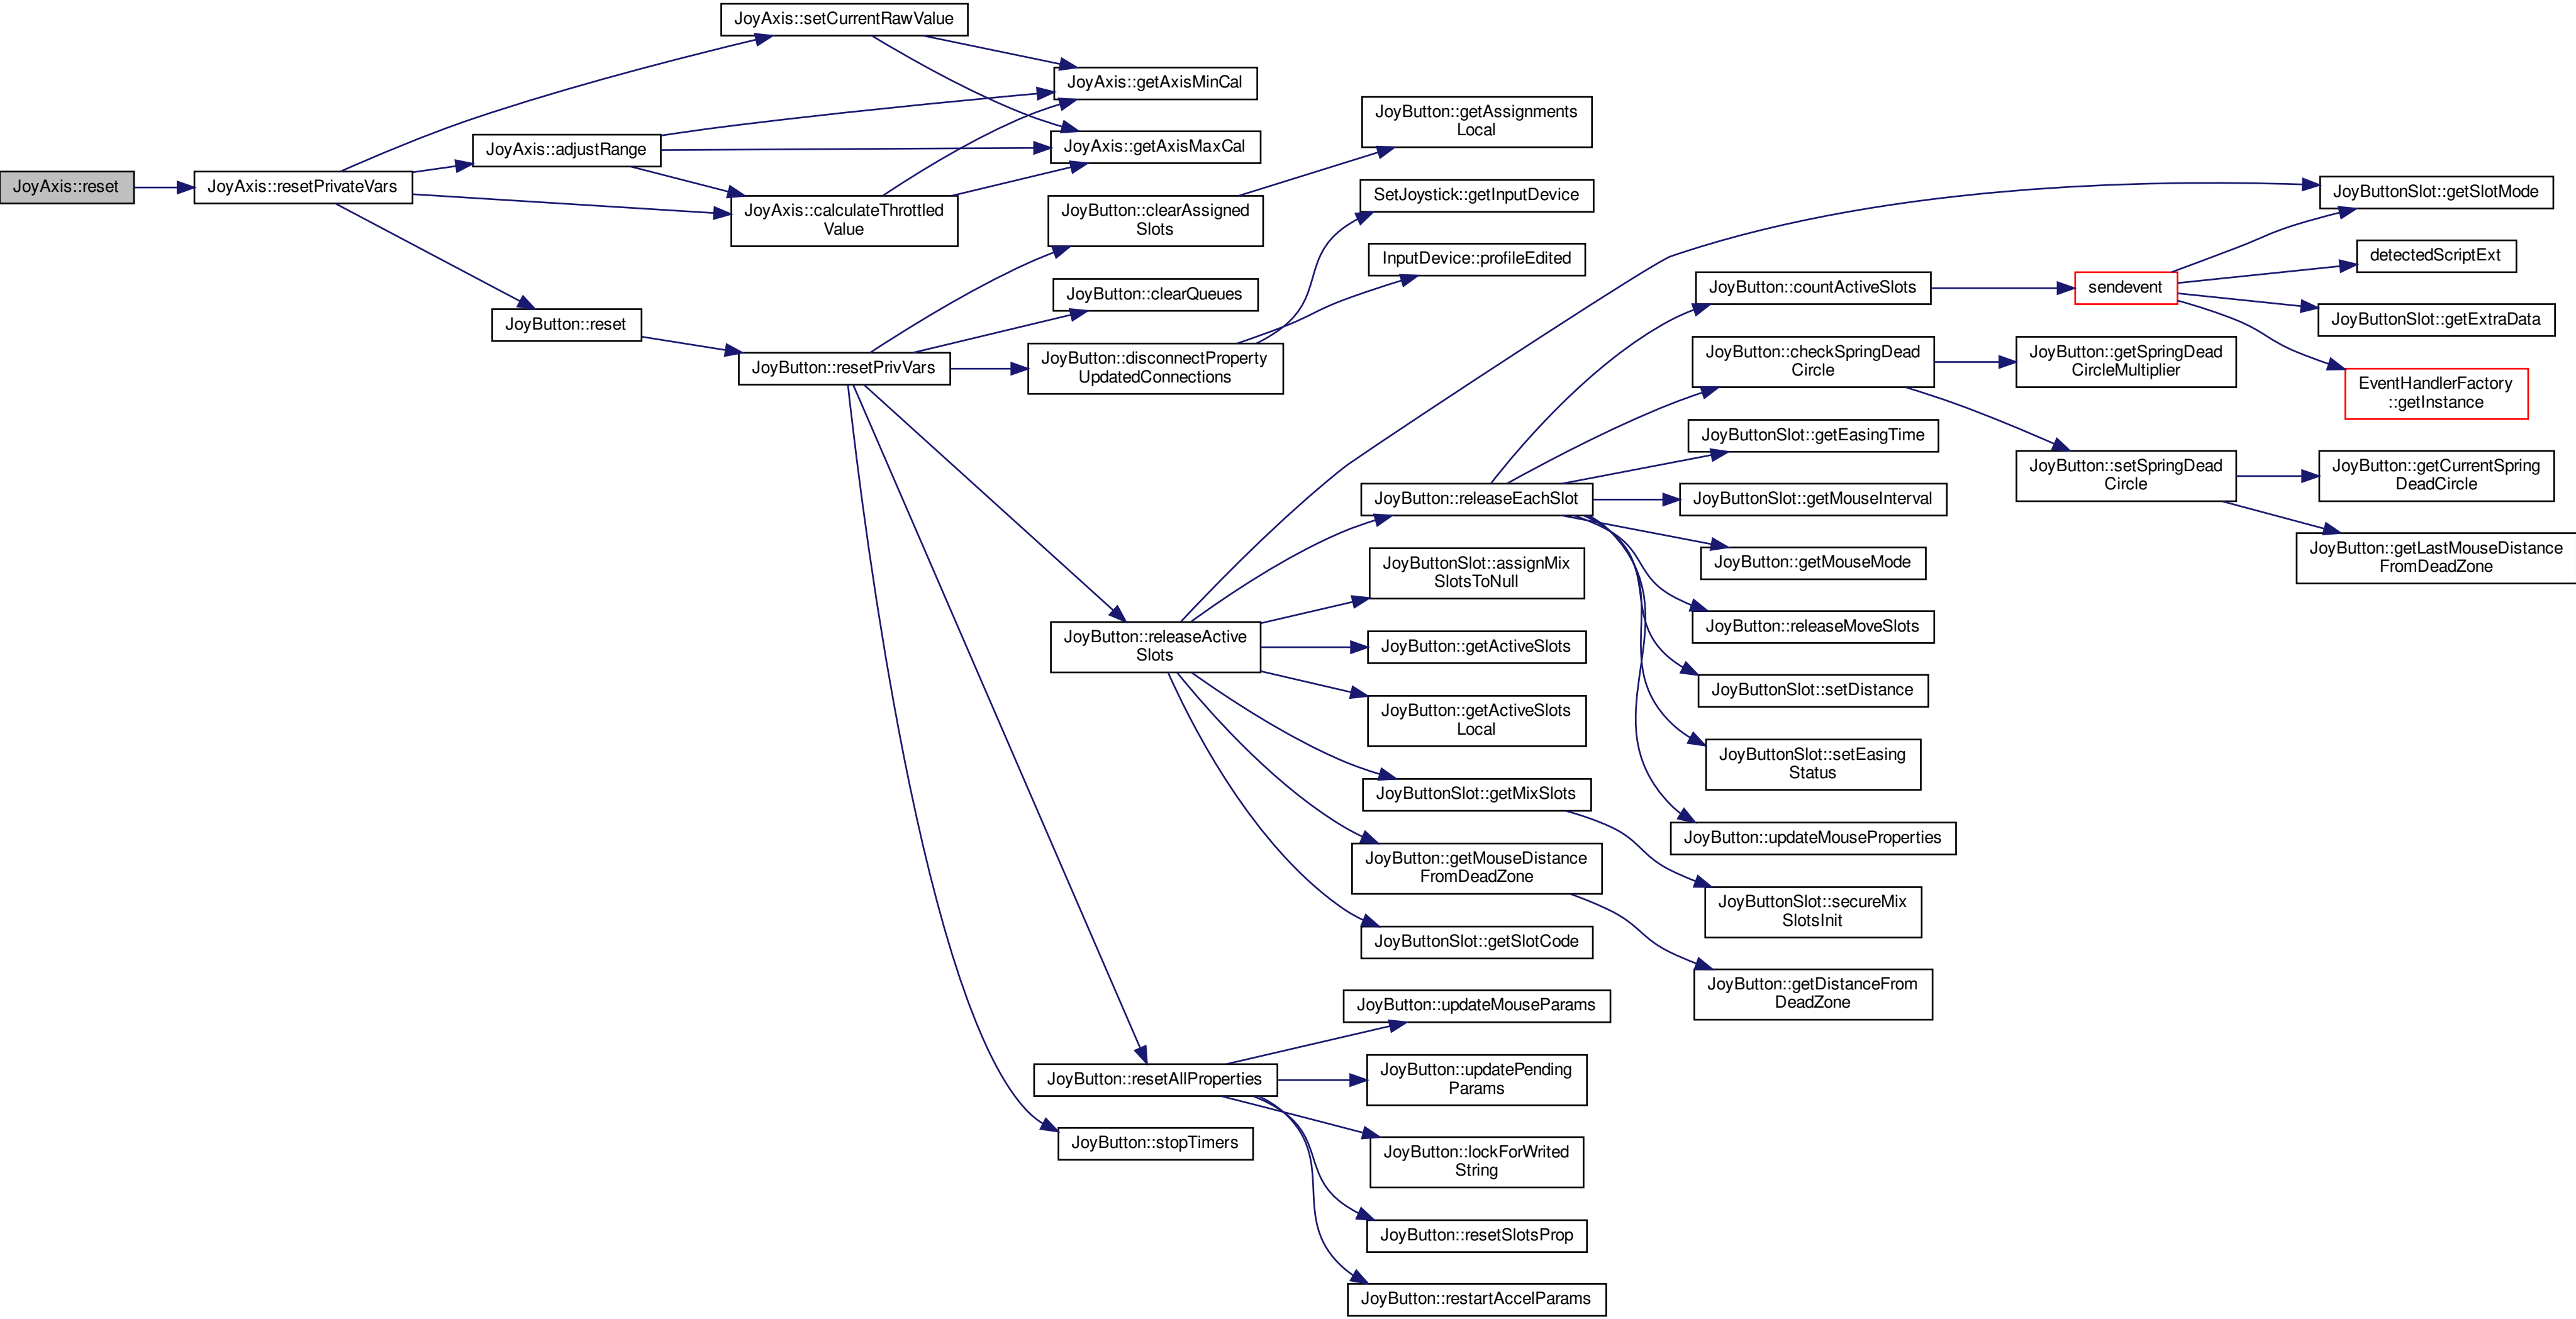 JoyAxis::setCurrentRawValue
JoyAxis::getAxisMinCal
JoyButton::getAssignments
Local
JoyAxis::adjustRange
JoyAxis::getAxisMaxCal
JoyAxis::reset
JoyAxis::resetPrivateVars
JoyAxis::calculateThrottled
Value
JoyButton::clearAssigned
Slots
SetJoystick::getInputDevice
JoyButtonSlot::getSlotMode
InputDevice::profileEdited
detectedScriptExt
JoyButton::clearQueues
JoyButton::countActiveSlots
sendevent
JoyButtonSlot::getExtraData
JoyButton::reset
JoyButton::resetPrivVars
JoyButton::disconnectProperty
UpdatedConnections
JoyButton::checkSpringDead
Circle
JoyButton::getSpringDead
CircleMultiplier
EventHandlerFactory
::getInstance
JoyButtonSlot::getEasingTime
JoyButton::setSpringDead
Circle
JoyButton::getCurrentSpring
DeadCircle
JoyButton::releaseEachSlot
JoyButtonSlot::getMouseInterval
JoyButton::getLastMouseDistance
FromDeadZone
JoyButtonSlot::assignMix
SlotsToNull
JoyButton::getMouseMode
JoyButton::releaseActive
Slots
JoyButton::getActiveSlots
JoyButton::releaseMoveSlots
JoyButton::getActiveSlots
Local
JoyButtonSlot::setDistance
JoyButtonSlot::setEasing
Status
JoyButtonSlot::getMixSlots
JoyButton::updateMouseProperties
JoyButton::getMouseDistance
FromDeadZone
JoyButtonSlot::secureMix
SlotsInit
JoyButtonSlot::getSlotCode
JoyButton::getDistanceFrom
DeadZone
JoyButton::updateMouseParams
JoyButton::resetAllProperties
JoyButton::updatePending
Params
JoyButton::stopTimers
JoyButton::lockForWrited
String
JoyButton::resetSlotsProp
JoyButton::restartAccelParams